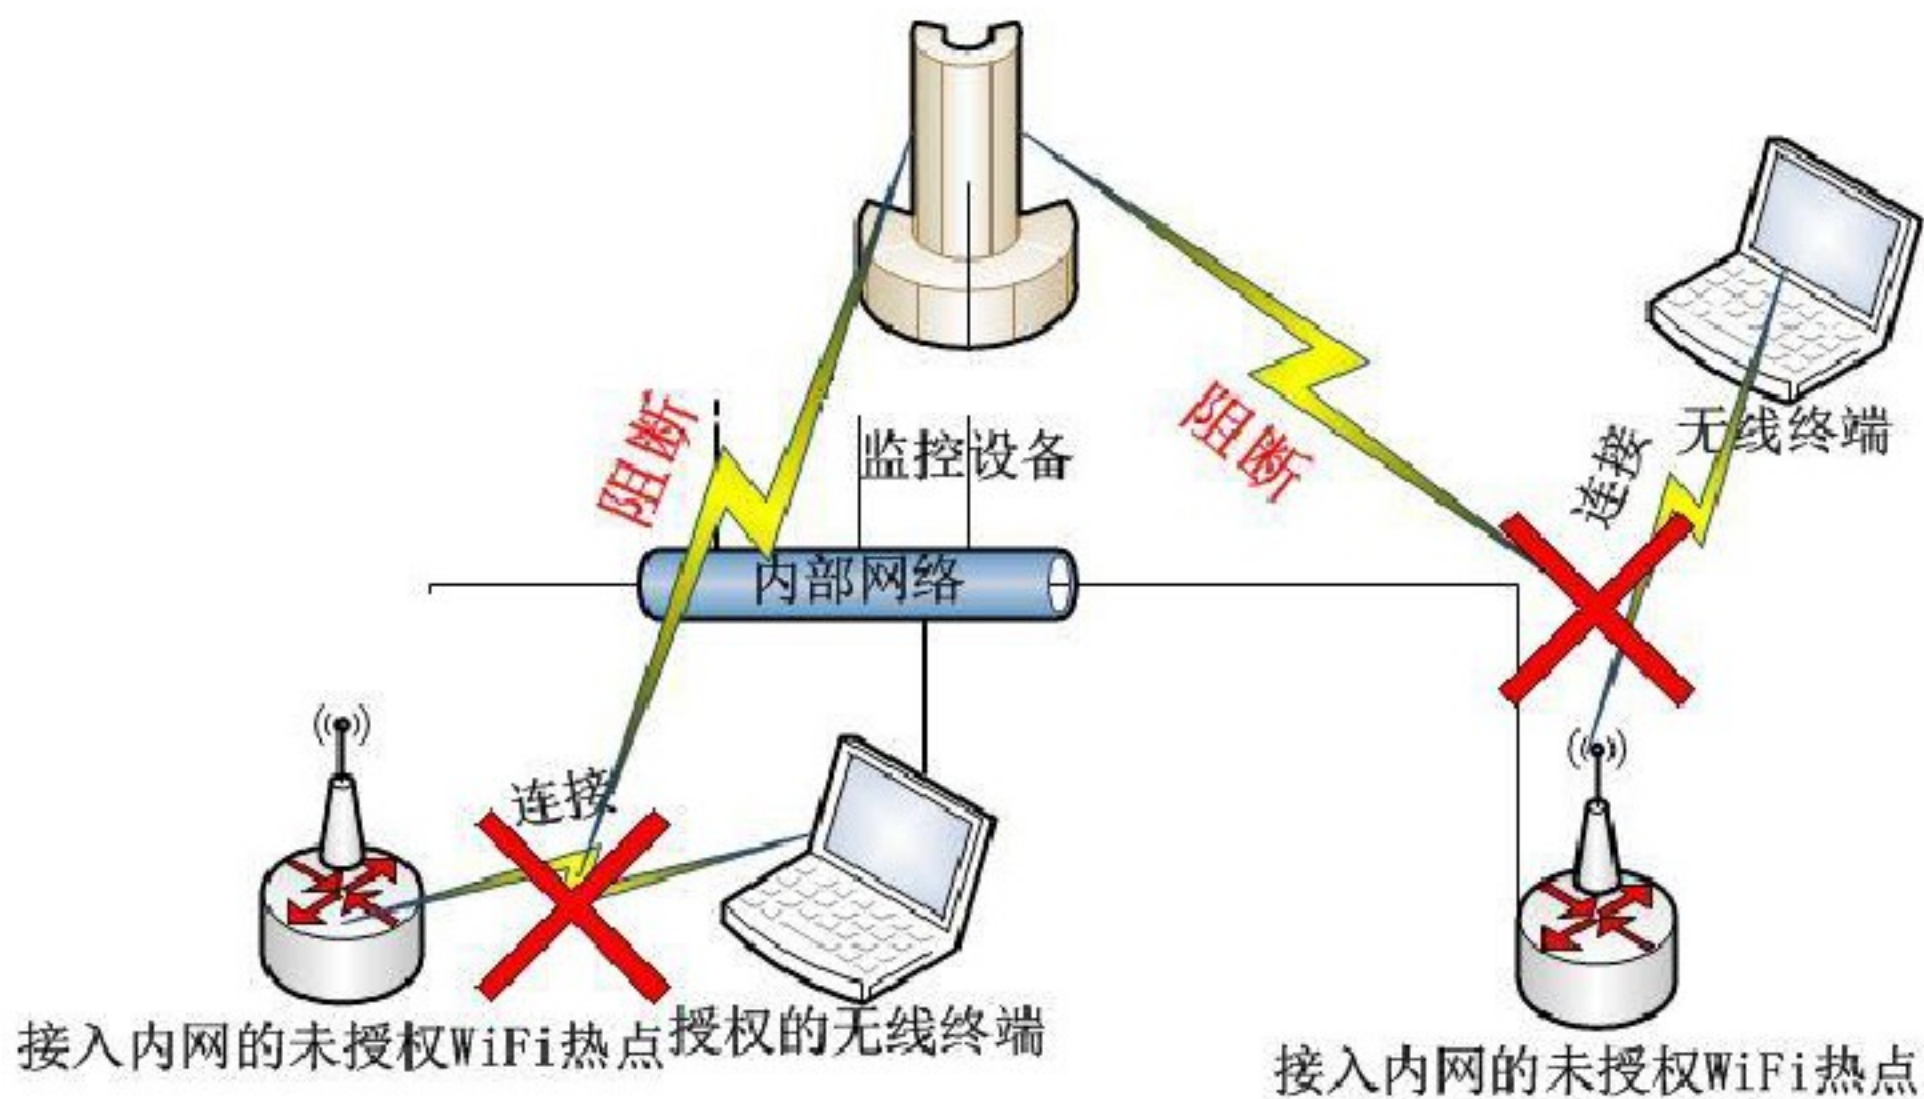 阻断
监控设备
阻断
无线终端
连接
内部网络
连接
接入内网的未授权WiFi热点
授权的无线终端
接入内网的未授权WiFi热点